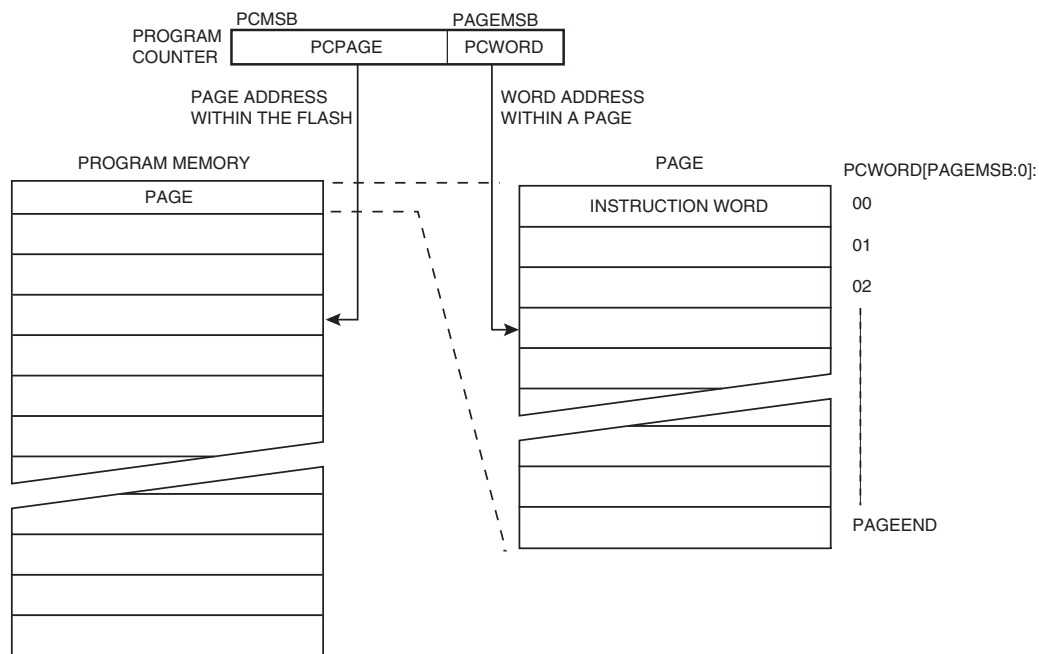 PCMSB PAGEMSB
PROGRAM
COUNTER
PCPAGE PCWORD
PAGE ADDRESS
WITHIN THE FLASH
WORD ADDRESS
WITHIN A PAGE
PROGRAM MEMORY
PAGE
PAGE
PCWORD[PAGEMSB:0]:
INSTRUCTION WORD
00
01
02
PAGEEND